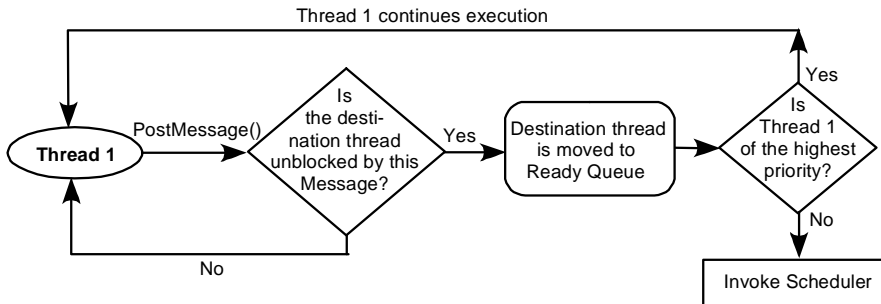 Thread 1 continues execution
Thread 1
PostMessage()
Is
the desti-
nation thread
unblocked by this
Message?
Yes
No
Destination thread
is moved to
Ready Queue
Is
Thread 1
of the highest
priority?
Yes
No
Invoke Scheduler